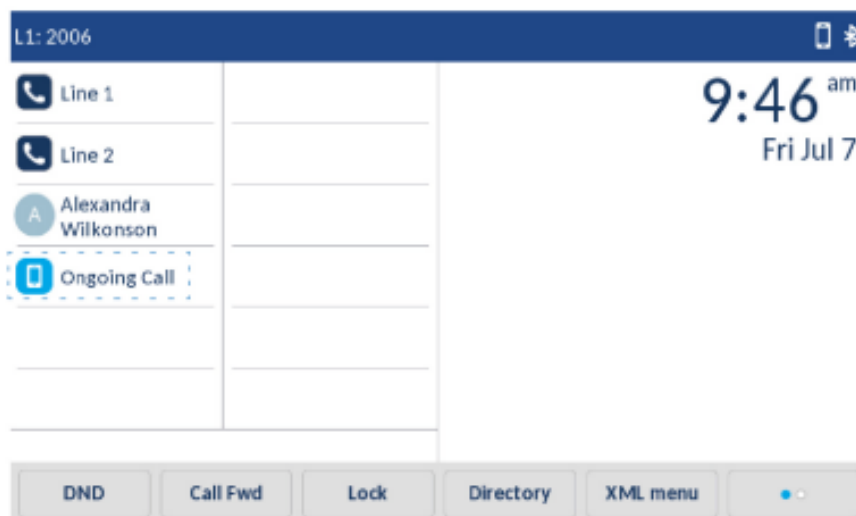 L1: 2006
Line 1
Line 2
A
Alexandra
Wilkonson
Ongoing Call
9:46 am
Fri Jul 7
DND
Call Fwd
Lock
Directory
XML menu